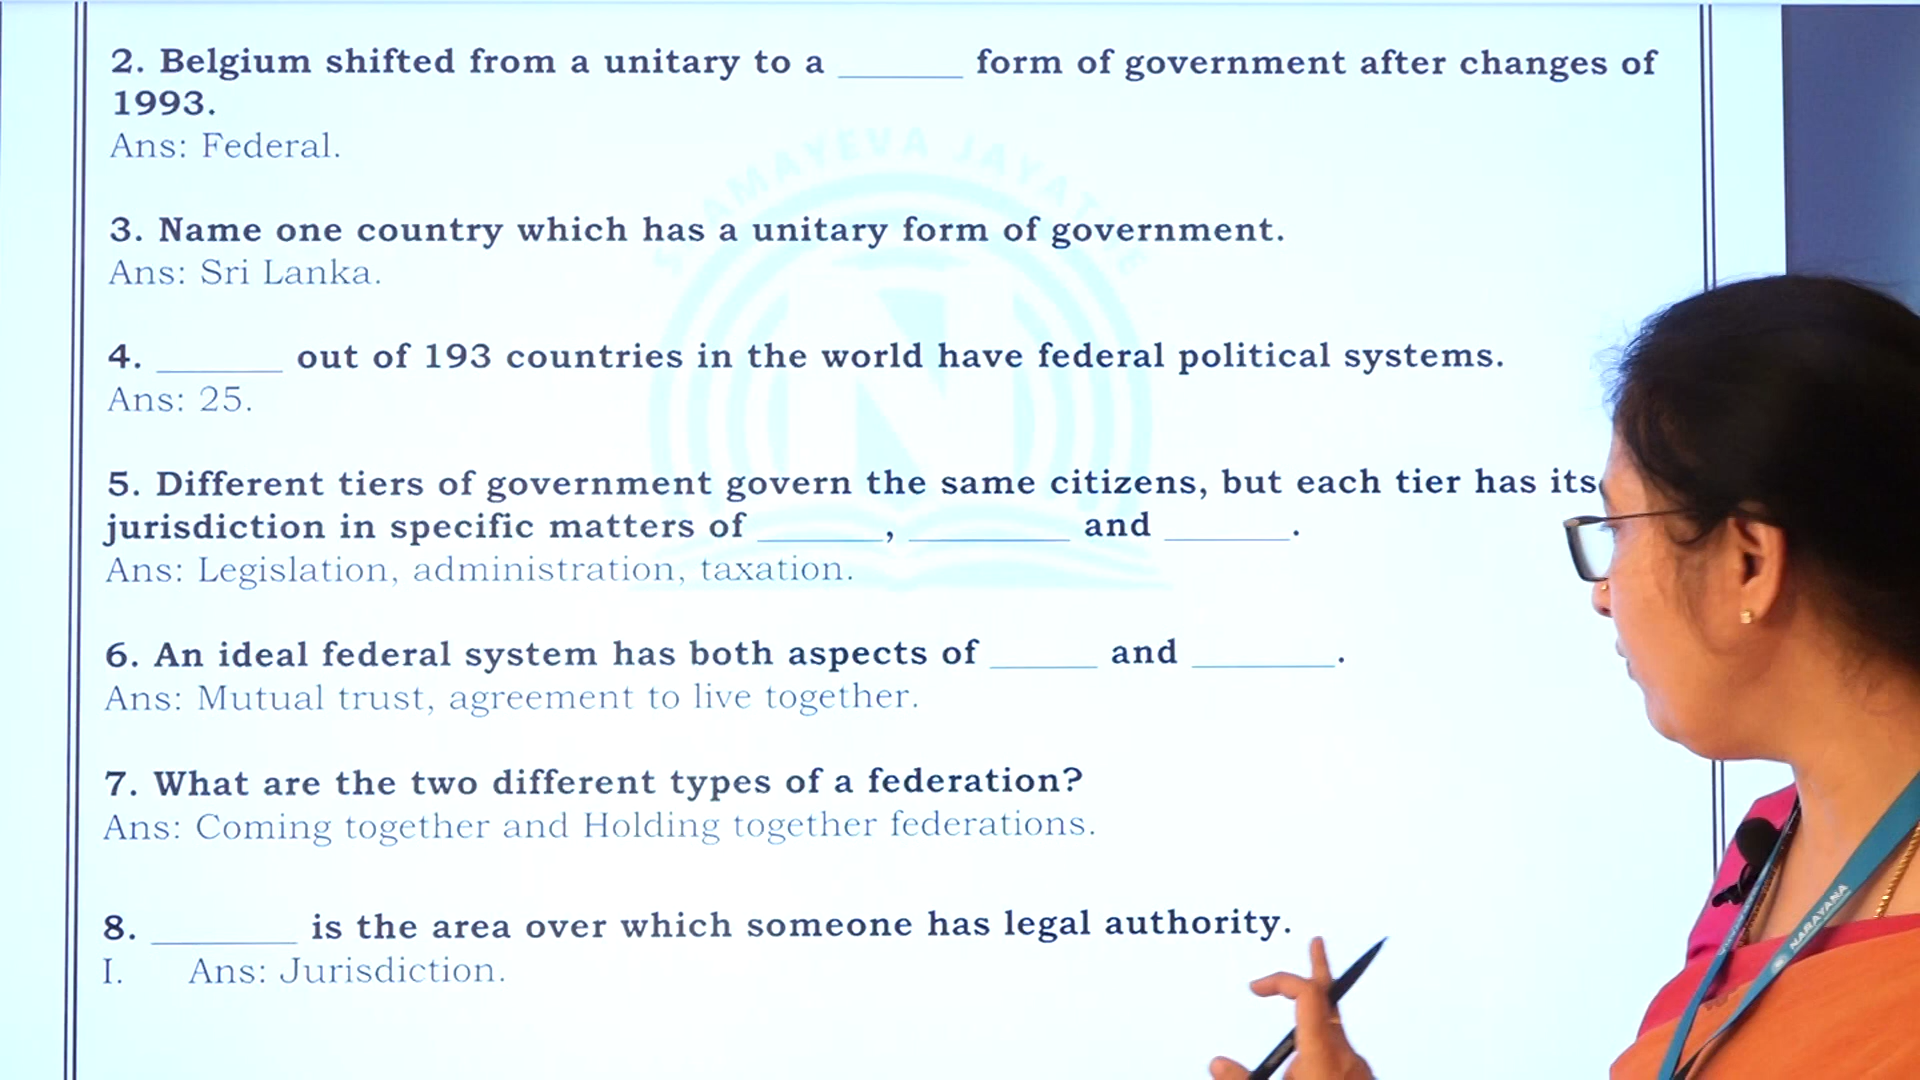 2. Belgium shifted from a unitary to a ______ form of government after changes of
1993.
Ans: Federal.
SAMAYEVA JAYATE
3. Name one country which has a unitary form of government.
Ans: Sri Lanka.
4. ______ out of 193 countries in the world have federal political systems.
Ans: 25.
N
5. Different tiers of government govern the same citizens, but each tier has its
jurisdiction in specific matters of ______, ________ and ______.
Ans: Legislation, administration, taxation.
6. An ideal federal system has both aspects of _____ and _______.
Ans: Mutual trust, agreement to live together.
7. What are the two different types of a federation?
Ans: Coming together and Holding together federations.
8. _______ is the area over which someone has legal authority.
I. Ans: Jurisdiction.
NARAYANA